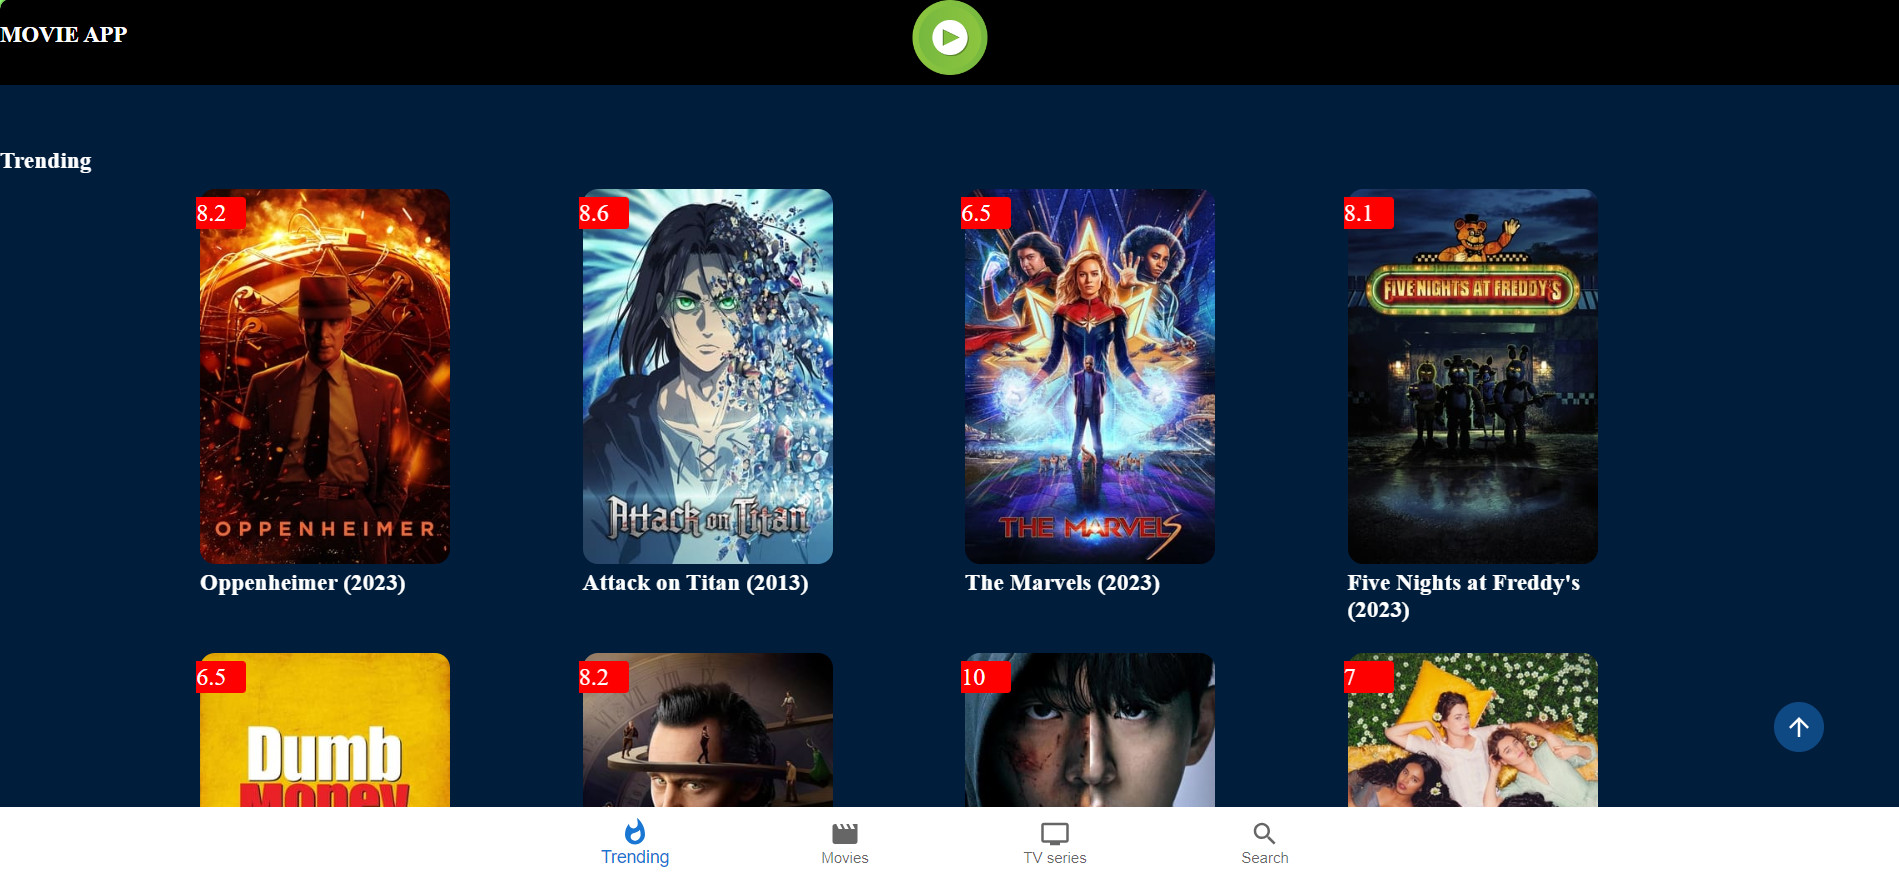 MOVIE APP
Trending
8.2
8.6
6.5
8.1
FIVE NIGHTS AT FREDDY'S
OPPENHEIMER
Attack on Titan
THE MARVELS
Oppenheimer (2023)
Attack on Titan (2013)
The Marvels (2023)
Five Nights at Freddy's
(2023)
6.5
8.2
10
7
Dumb
Money
Trending
Movies
TV series
Search